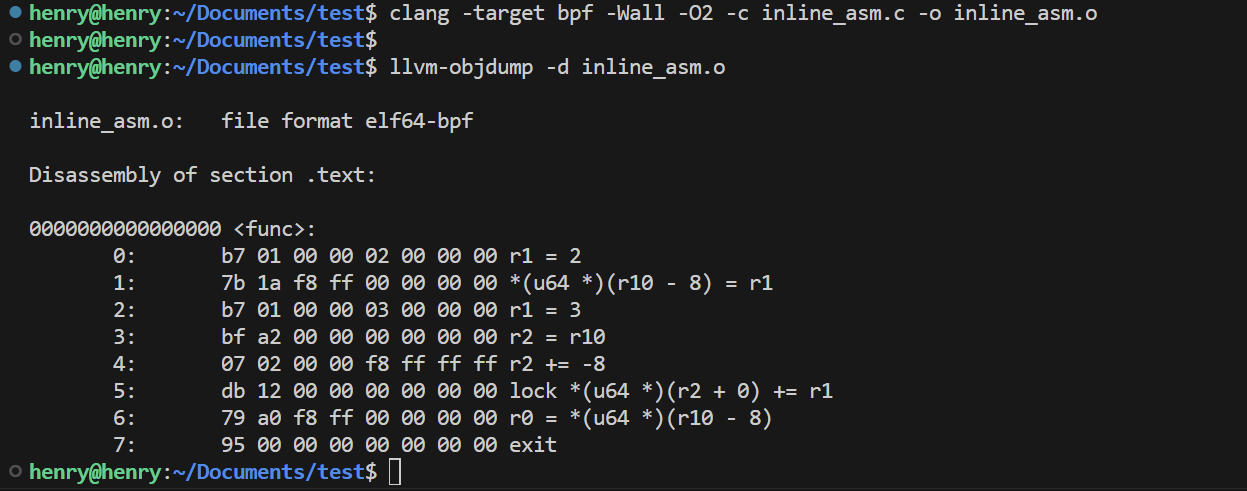 henry@henry:~/Documents/test$ clang -target bpf -Wall -O2 -c inline_asm.c -o inline_asm.o
henry@henry:~/Documents/test$
henry@henry:~/Documents/test$ llvm-objdump -d inline_asm.o
inline_asm.o:   file format elf64-bpf
Disassembly of section .text:
0000000000000000 <func>:
       0:       b7 01 00 00 02 00 00 00 r1 = 2
       1:       7b 1a f8 ff 00 00 00 00 *(u64 *)(r10 - 8) = r1
       2:       b7 01 00 00 03 00 00 00 r1 = 3
       3:       bf a2 00 00 00 00 00 00 r2 = r10
       4:       07 02 00 00 f8 ff ff ff r2 += -8
       5:       db 12 00 00 00 00 00 00 lock *(u64 *)(r2 + 0) += r1
       6:       79 a0 f8 ff 00 00 00 00 r0 = *(u64 *)(r10 - 8)
       7:       95 00 00 00 00 00 00 00 exit
henry@henry:~/Documents/test$